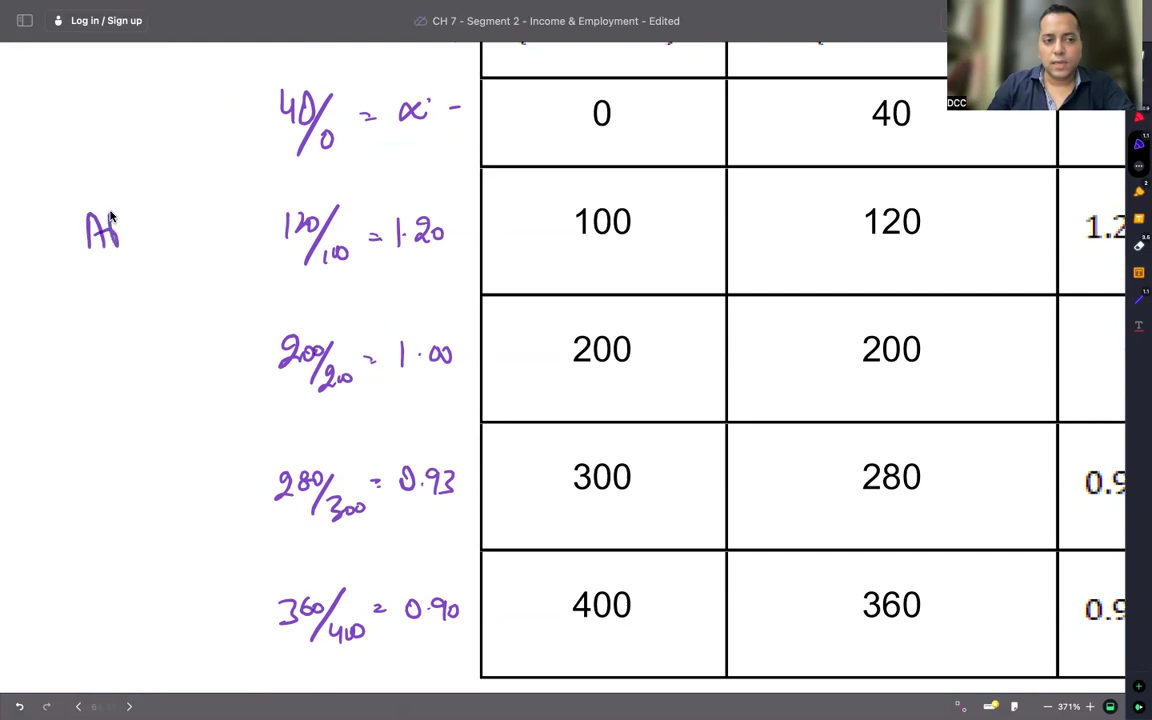 Log in / Sign up
CH 7 - Segment 2 - Income & Employment - Edited
DCC
40/0 = ∝ -
0
40
AP
120/100 = 1.20
100
120
1.2
200/200 = 1.00
200
200
280/300 = 0.93
300
280
0.9
360/400 = 0.90
400
360
0.9
6
371%